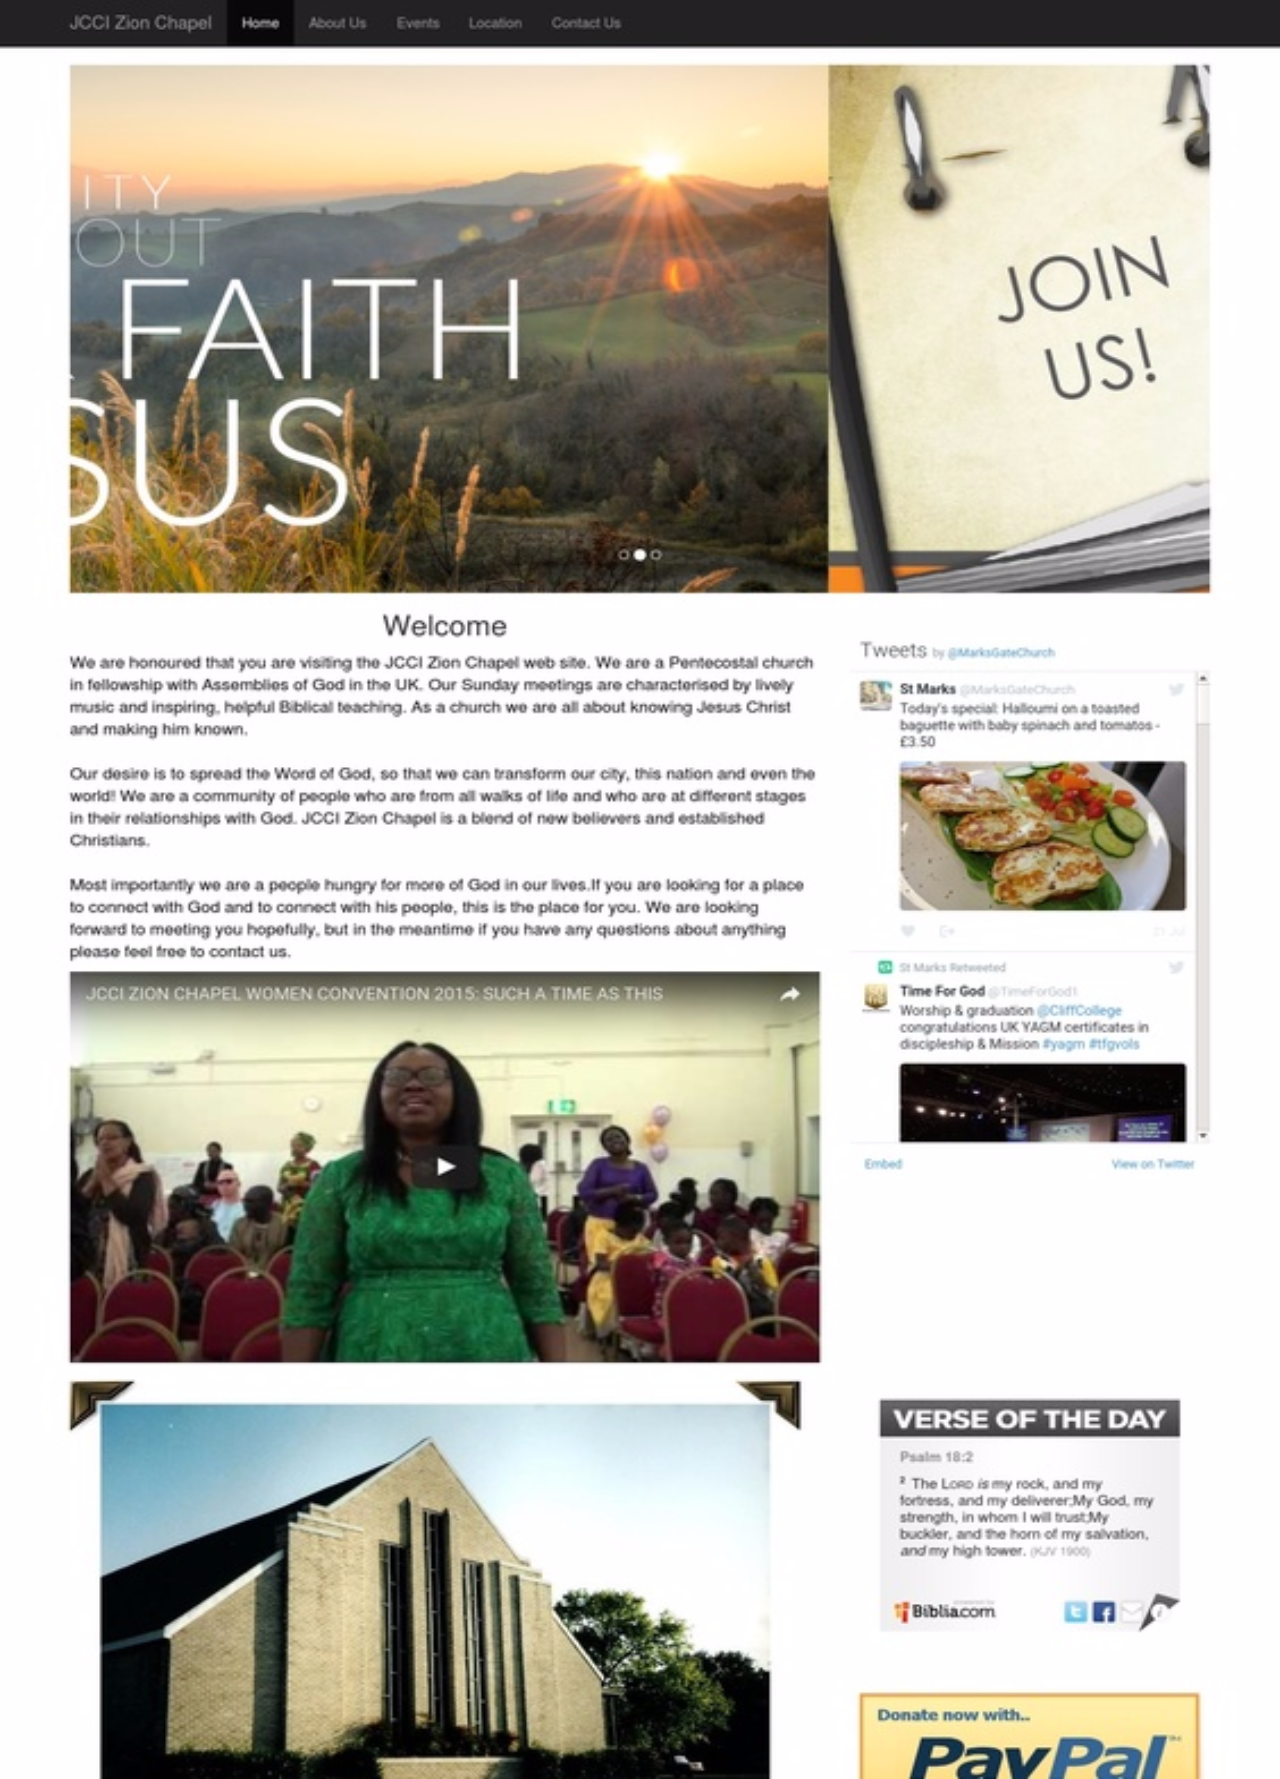 JCCI Zion Chapel Home About Us Events Location Contact Us
ITY
OUT
FAITH
SUS
JOIN
US!
Welcome
We are honoured that you are visiting the JCCI Zion Chapel web site. We are a Pentecostal church
in fellowship with Assemblies of God in the UK. Our Sunday meetings are characterised by lively
music and inspiring, helpful Biblical teaching. As a church we are all about knowing Jesus Christ
and making him known.
Our desire is to spread the Word of God, so that we can transform our city, this nation and even the
world! We are a community of people who are from all walks of life and who are at different stages
in their relationships with God. JCCI Zion Chapel is a blend of new believers and established
Christians.
Most importantly we are a people hungry for more of God in our lives.If you are looking for a place
to connect with God and to connect with his people, this is the place for you. We are looking
forward to meeting you hopefully, but in the meantime if you have any questions about anything
please feel free to contact us.
JCCI ZION CHAPEL WOMEN CONVENTION 2015: SUCH A TIME AS THIS
Tweets by @MarksGateChurch
St Marks @MarksGateChurch
Today's special: Halloumi on a toasted
baguette with baby spinach and tomatos -
£3.50
21 Jul
St Marks Retweeted
Time For God @TimeForGod1
Worship & graduation @CliffCollege
congratulations UK YAGM certificates in
discipleship & Mission #yagm #tfgvols
Embed View on Twitter
VERSE OF THE DAY
Psalm 18:2
2 The LORD is my rock, and my
fortress, and my deliverer;My God, my
strength, in whom I will trust;My
buckler, and the horn of my salvation,
and my high tower. (KJV 1900)
powered by
Biblia.com
Donate now with..
PayPal